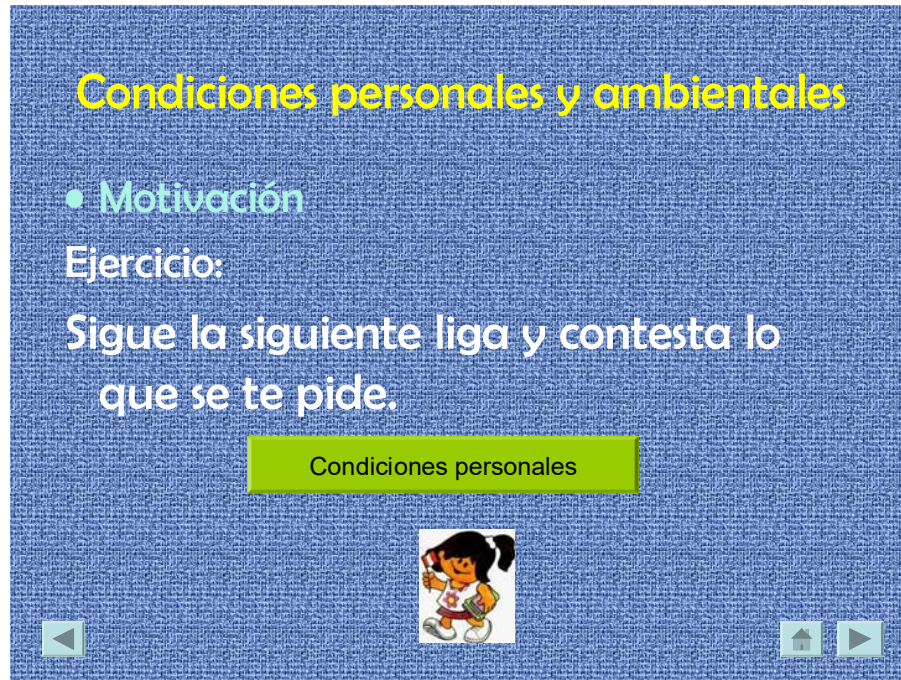 Condiciones personales y ambientales
• Motivación
Ejercicio:
Sigue la siguiente liga y contesta lo
que se te pide.
Condiciones personales